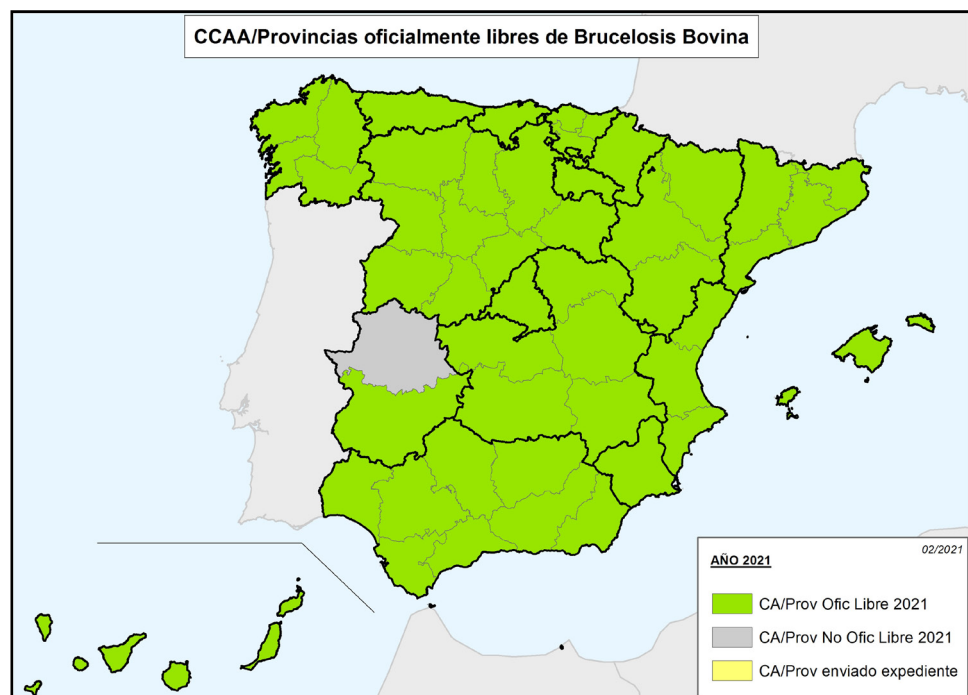 CCAA/Provincias oficialmente libres de Brucelosis Bovina
02/2021
AÑO 2021
CA/Prov Ofic Libre 2021
CA/Prov No Ofic Libre 2021
CA/Prov enviado expediente